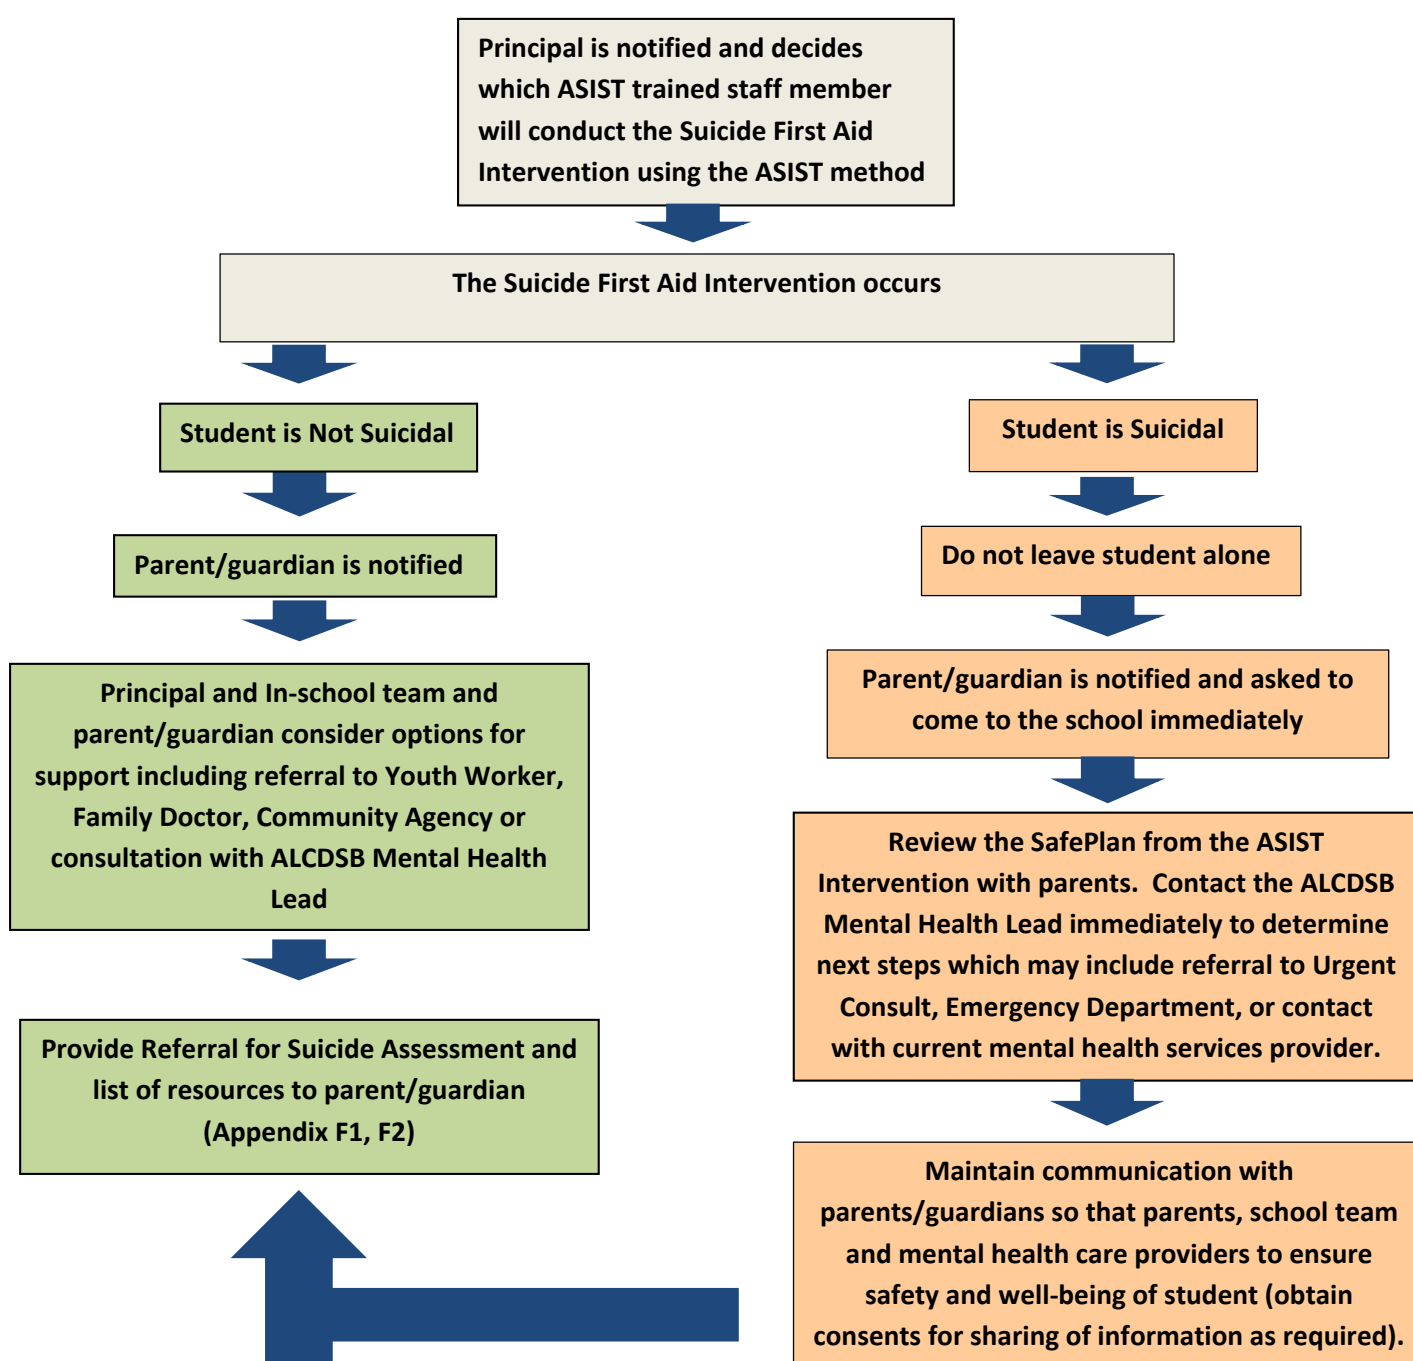 Principal is notified and decides
which ASIST trained staff member
will conduct the Suicide First Aid
Intervention using the ASIST method
The Suicide First Aid Intervention occurs
Student is Not Suicidal
Parent/guardian is notified
Principal and In-school team and
parent/guardian consider options for
support including referral to Youth Worker,
Family Doctor, Community Agency or
consultation with ALCDSB Mental Health
Lead
Provide Referral for Suicide Assessment and
list of resources to parent/guardian
(Appendix F1, F2)
Student is Suicidal
Do not leave student alone
Parent/guardian is notified and asked to
come to the school immediately
Review the SafePlan from the ASIST
Intervention with parents.  Contact the ALCDSB
Mental Health Lead immediately to determine
next steps which may include referral to Urgent
Consult, Emergency Department, or contact
with current mental health services provider.
Maintain communication with
parents/guardians so that parents, school team
and mental health care providers to ensure
safety and well-being of student (obtain
consents for sharing of information as required).